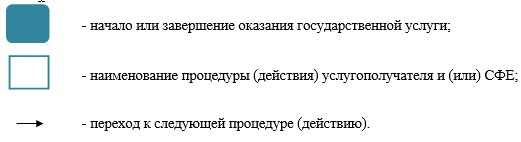 - начало или завершение оказания государственной услуги;
- наименование процедуры (действия) услугополучателя и (или) СФЕ;
- переход к следующей процедуре (действию).